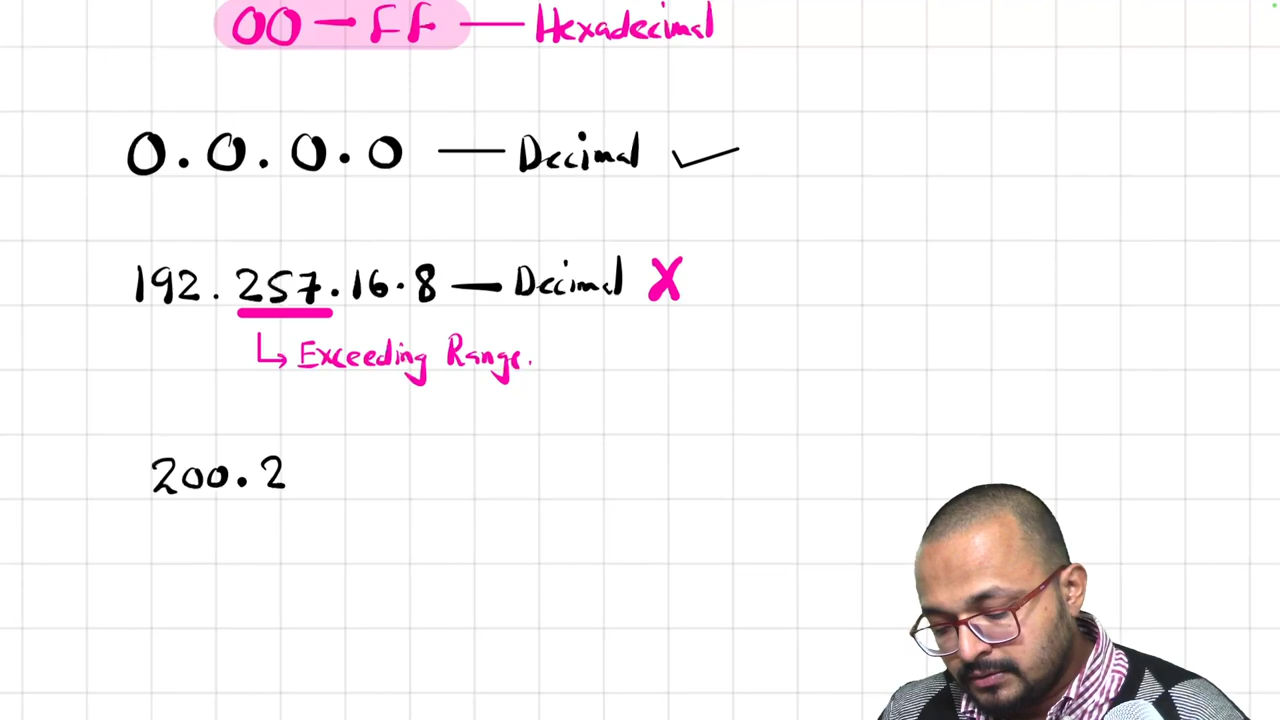 00 — FF — Hexadecimal
0.0.0.0 — Decimal ✓
192.257.16.8 — Decimal X
↳ Exceeding Range.
200.2